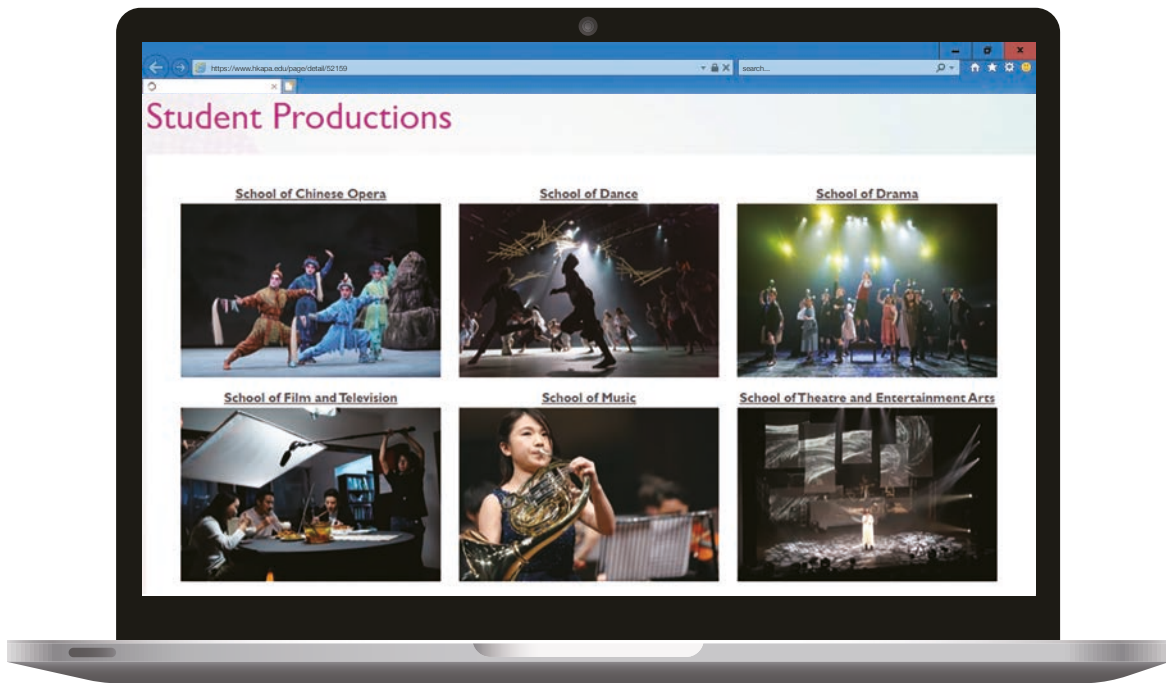 https://www.hkapa.edu/page/detail/52159
ssarch...
Student Productions
School of Chinese Opera
School of Dance
School of Drama
School of Film and Television
School of Music
School of Theatre and Entertainment Arts